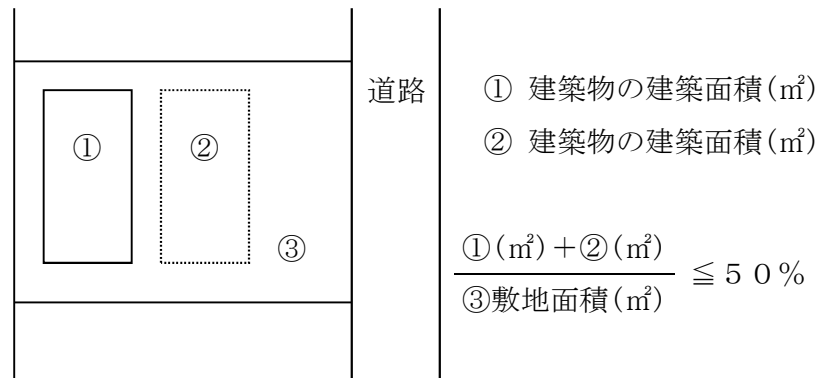 道路
①
②
③
① 建築物の建築面積(㎡)
② 建築物の建築面積(㎡)
①(㎡)+②(㎡)
③敷地面積(㎡)
≦50%